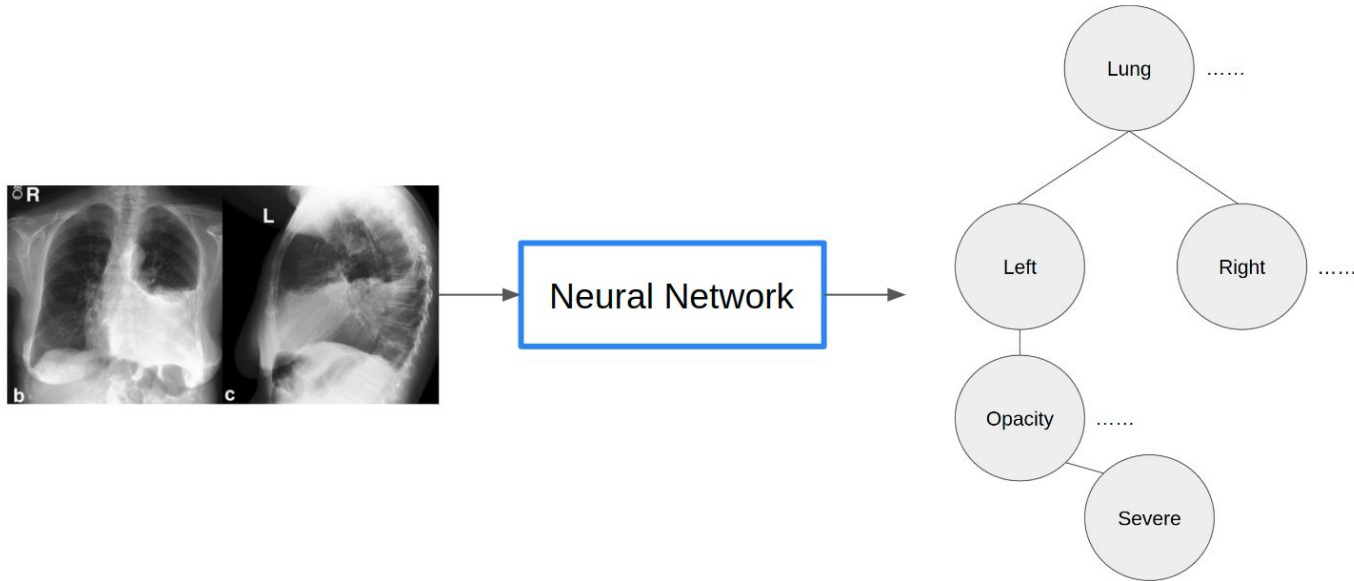 Lung
……
R
L
Neural Network
Left
Right
……
b
c
Opacity
……
Severe